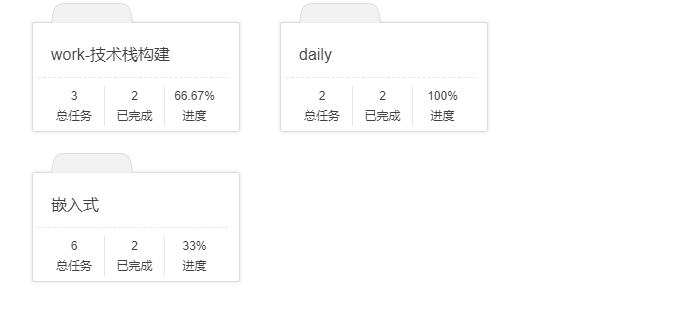 work-技术栈构建
3 2 66.67%
总任务 已完成 进度
daily
2 2 100%
总任务 已完成 进度
嵌入式
6 2 33%
总任务 已完成 进度